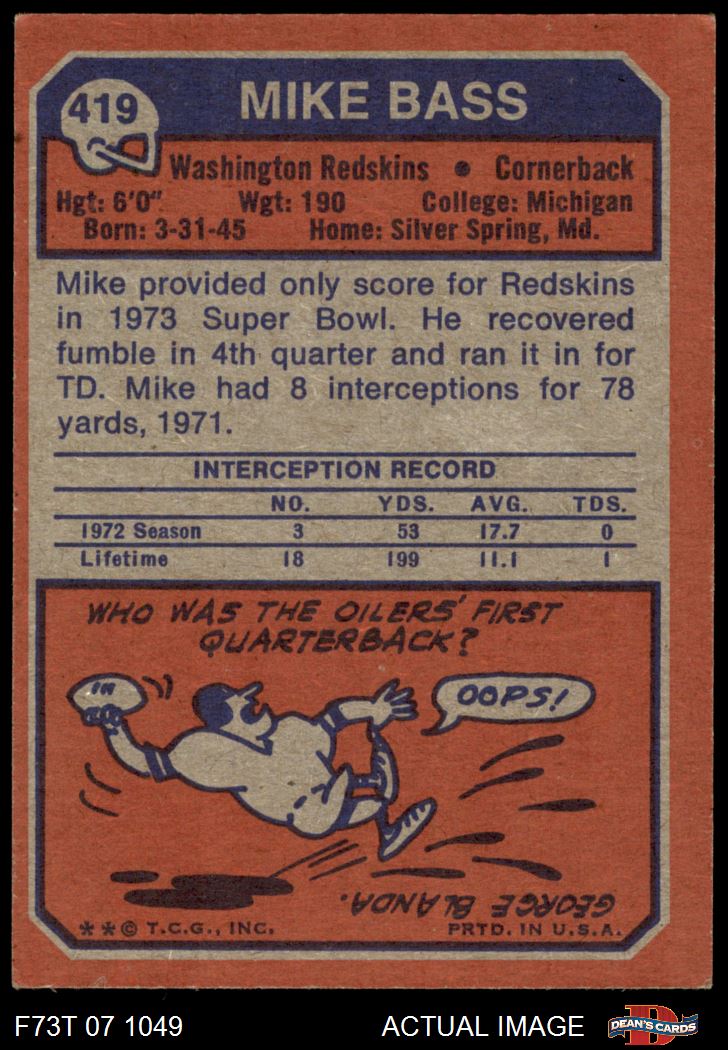 419
MIKE BASS
Washington Redskins • Cornerback
Hgt: 6'0" Wgt: 190 College: Michigan
Born: 3-31-45 Home: Silver Spring, Md.
Mike provided only score for Redskins
in 1973 Super Bowl. He recovered
fumble in 4th quarter and ran it in for
TD. Mike had 8 interceptions for 78
yards, 1971.
INTERCEPTION RECORD
NO. YDS. AVG. TDS.
1972 Season 3 53 17.7 0
Lifetime 18 199 11.1 1
WHO WAS THE OILERS' FIRST
QUARTERBACK?
OOPS!
GEORGE BLANDA.
**© T.C.G., INC. PRTD. IN U.S.A.
F73T 07 1049 ACTUAL IMAGE
D
DEAN'S CARDS